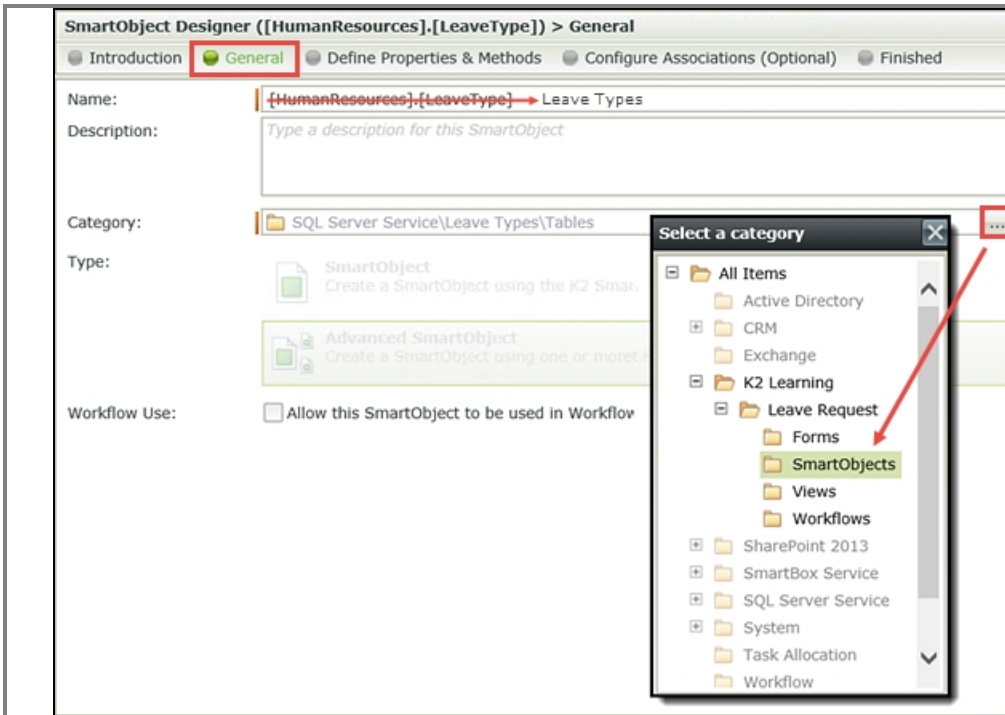 SmartObject Designer ([HumanResources].[LeaveType]) > General
Introduction General Define Properties & Methods Configure Associations (Optional) Finished
Name: [HumanResources].[LeaveType] Leave Types
Description: Type a description for this SmartObject
Category: SQL Server Service\Leave Types\Tables
...
Type:
SmartObject
Create a SmartObject using the K2 Smar
Advanced SmartObject
Create a SmartObject using one or more
Workflow Use: Allow this SmartObject to be used in Workflow
Select a category
All Items
Active Directory
CRM
Exchange
K2 Learning
Leave Request
Forms
SmartObjects
Views
Workflows
SharePoint 2013
SmartBox Service
SQL Server Service
System
Task Allocation
Workflow